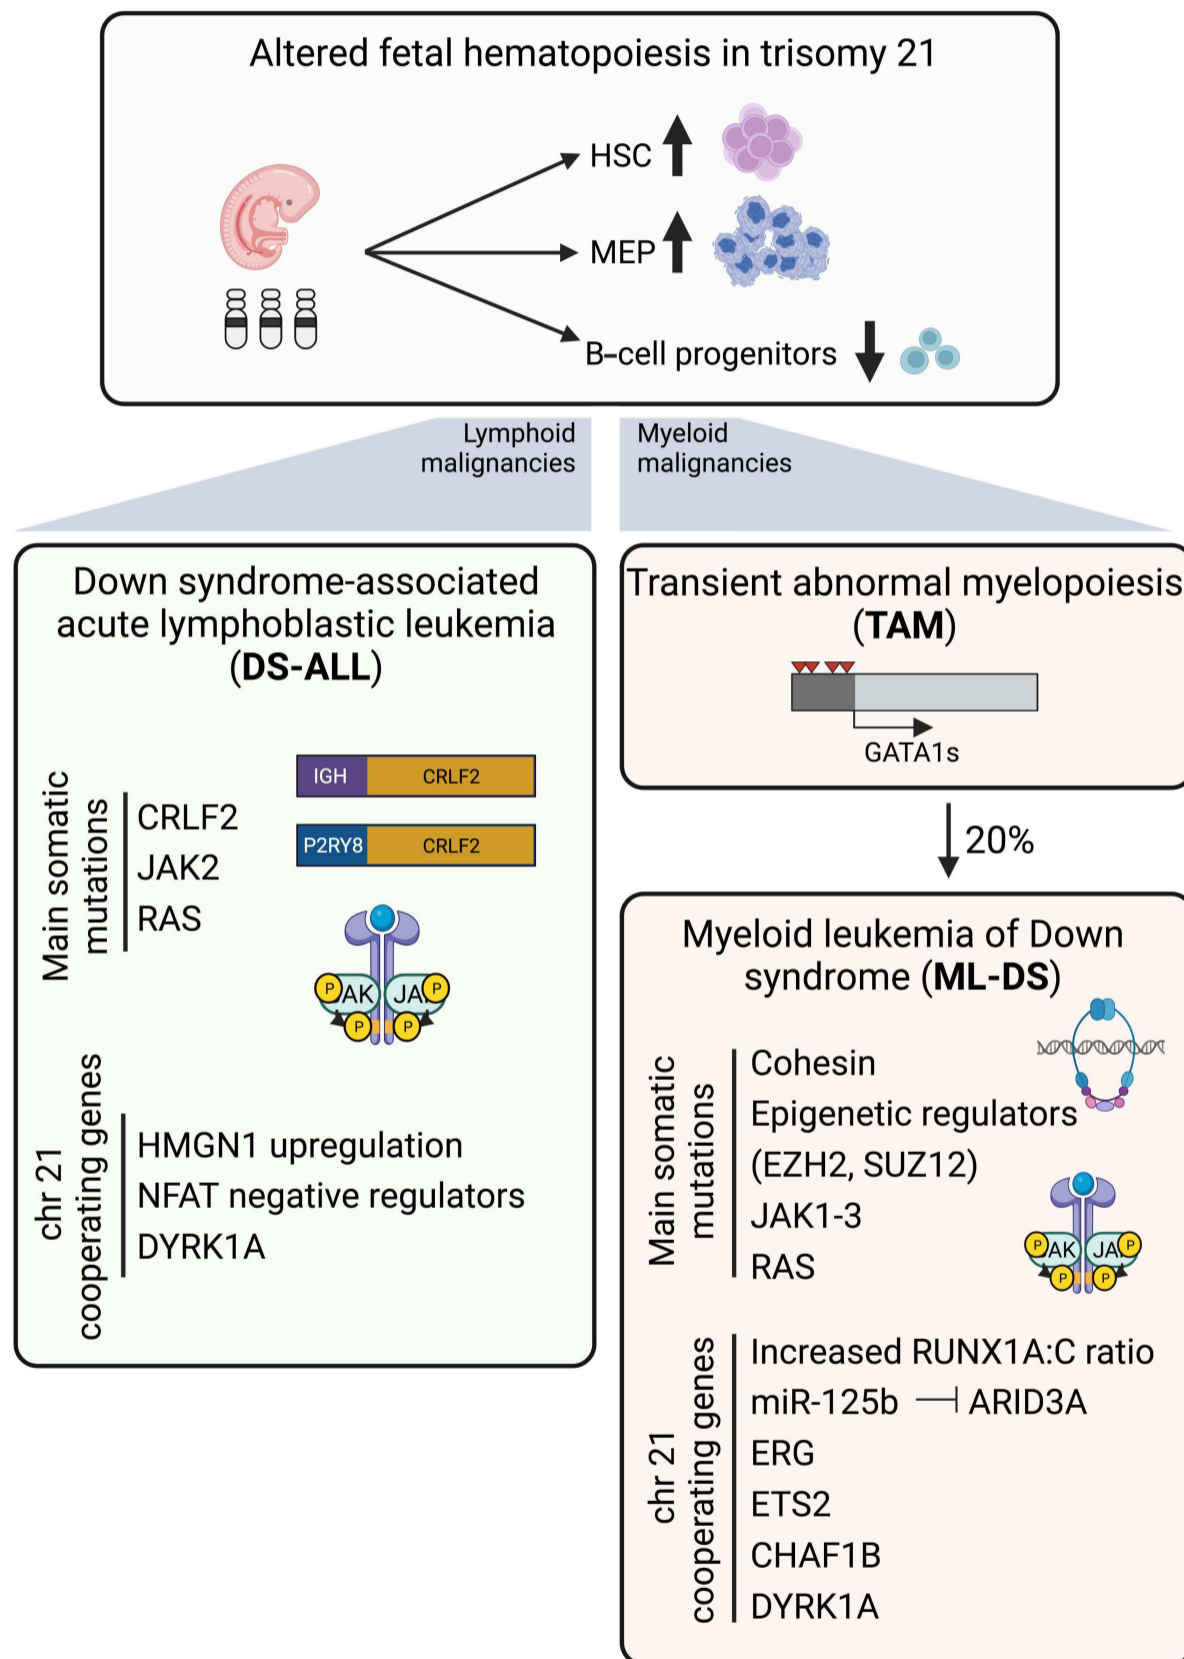 Altered fetal hematopoiesis in trisomy 21
HSC
MEP
B-cell progenitors
Lymphoid
malignancies
Myeloid
malignancies
Down syndrome-associated
acute lymphoblastic leukemia
(DS-ALL)
Main somatic
mutations
CRLF2
JAK2
RAS
IGH CRLF2
P2RY8 CRLF2
P AK JA P
P P
chr 21
cooperating genes
HMGN1 upregulation
NFAT negative regulators
DYRK1A
Transient abnormal myelopoiesis
(TAM)
GATA1s
20%
Myeloid leukemia of Down
syndrome (ML-DS)
Main somatic
mutations
Cohesin
Epigenetic regulators
(EZH2, SUZ12)
JAK1-3
RAS
P AK JA P
P P
chr 21
cooperating genes
Increased RUNX1A:C ratio
miR-125b ARID3A
ERG
ETS2
CHAF1B
DYRK1A